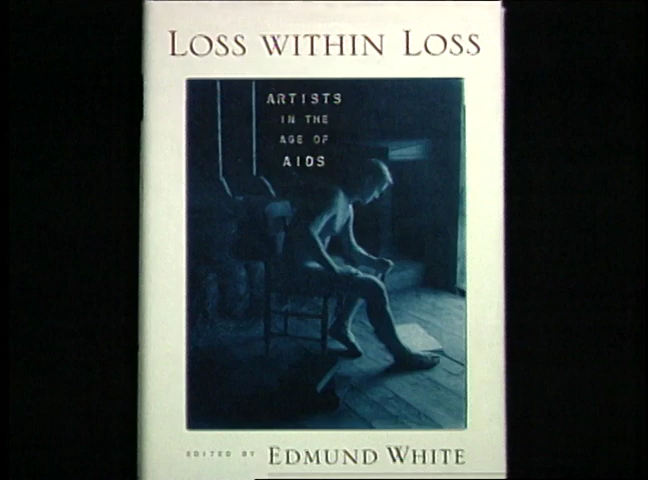 LOSS WITHIN LOSS
ARTISTS
IN THE
AGE OF
AIDS
EDITED BY EDMUND WHITE